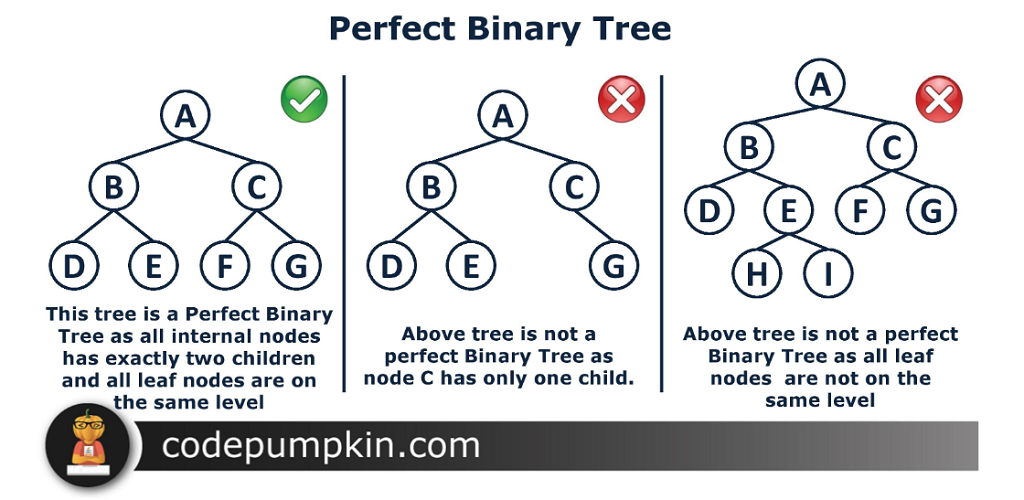 Perfect Binary Tree
A
B C
D E F G
This tree is a Perfect Binary
Tree as all internal nodes
has exactly two children
and all leaf nodes are on
the same level
A
B C
D E G
Above tree is not a
perfect Binary Tree as
node C has only one child.
A
B C
D E F G
H I
Above tree is not a perfect
Binary Tree as all leaf
nodes are not on the
same level
codepumpkin.com